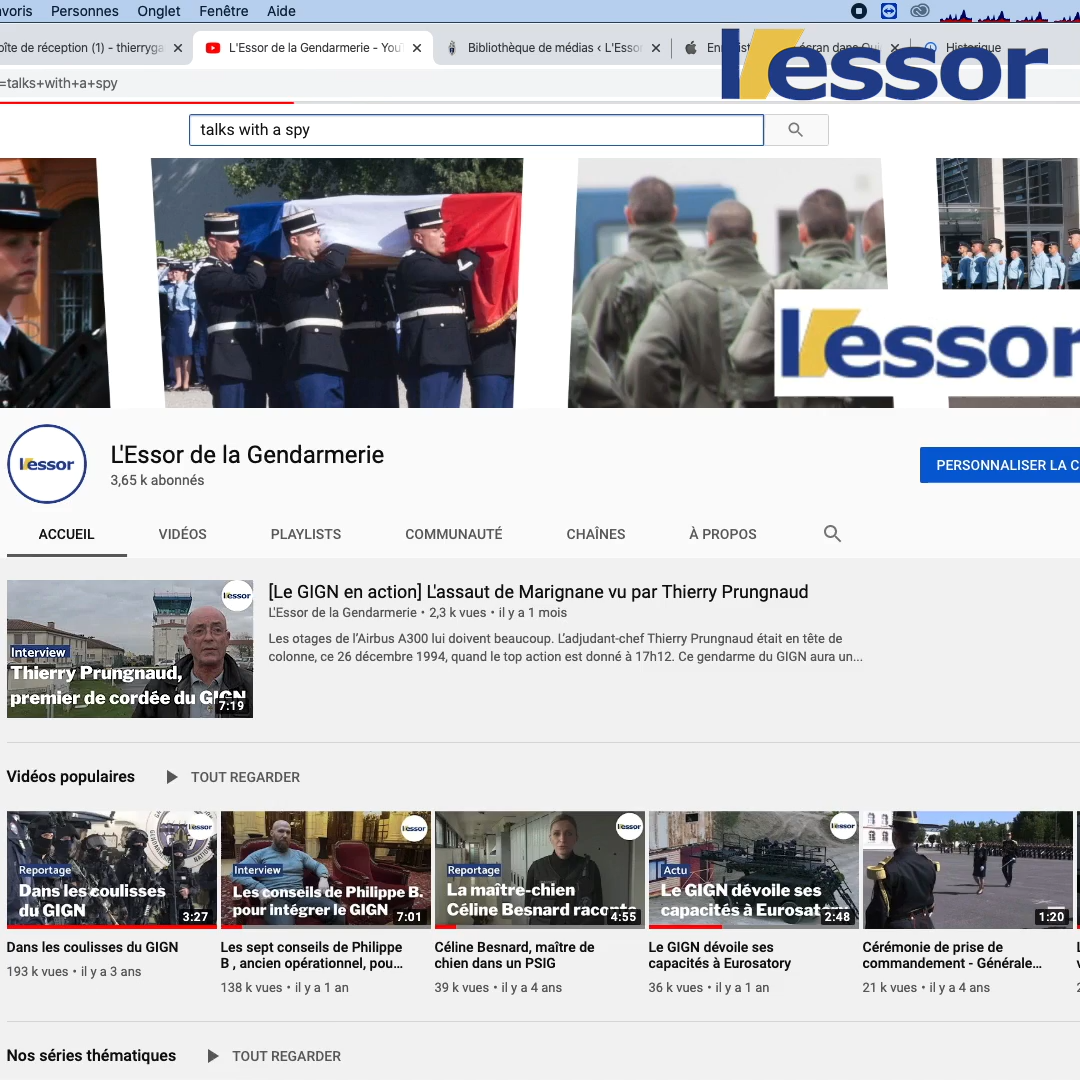 avoris Personnes Onglet Fenêtre Aide
oîte de réception (1) - thierryga
L'Essor de la Gendarmerie - You
Bibliothèque de médias ‹ L'Essor
écran dans Qui
Historique
l'essor
=talks+with+a+spy
talks with a spy
l'essor
l'essor
L'Essor de la Gendarmerie
3,65 k abonnés
PERSONNALISER LA C
ACCUEIL VIDÉOS PLAYLISTS COMMUNAUTÉ CHAÎNES À PROPOS
l'essor
Interview
Thierry Prungnaud,
premier de cordée du GIGN
7:19
[Le GIGN en action] L'assaut de Marignane vu par Thierry Prungnaud
L'Essor de la Gendarmerie • 2,3 k vues • il y a 1 mois
Les otages de l'Airbus A300 lui doivent beaucoup. L'adjudant-chef Thierry Prungnaud était en tête de
colonne, ce 26 décembre 1994, quand le top action est donné à 17h12. Ce gendarme du GIGN aura un...
Vidéos populaires TOUT REGARDER
l'essor
Reportage
Dans les coulisses
du GIGN
3:27
Dans les coulisses du GIGN
193 k vues • il y a 3 ans
l'essor
Interview
Les conseils de Philippe B.
pour intégrer le GIGN
7:01
Les sept conseils de Philippe
B , ancien opérationnel, pou...
138 k vues • il y a 1 an
l'essor
Reportage
La maître-chien
Céline Besnard raconte
4:55
Céline Besnard, maître de
chien dans un PSIG
39 k vues • il y a 4 ans
l'essor
Actu
Le GIGN dévoile ses
capacités à Eurosatory
2:48
Le GIGN dévoile ses
capacités à Eurosatory
36 k vues • il y a 1 an
1:20
Cérémonie de prise de
commandement - Générale...
21 k vues • il y a 4 ans
Nos séries thématiques TOUT REGARDER